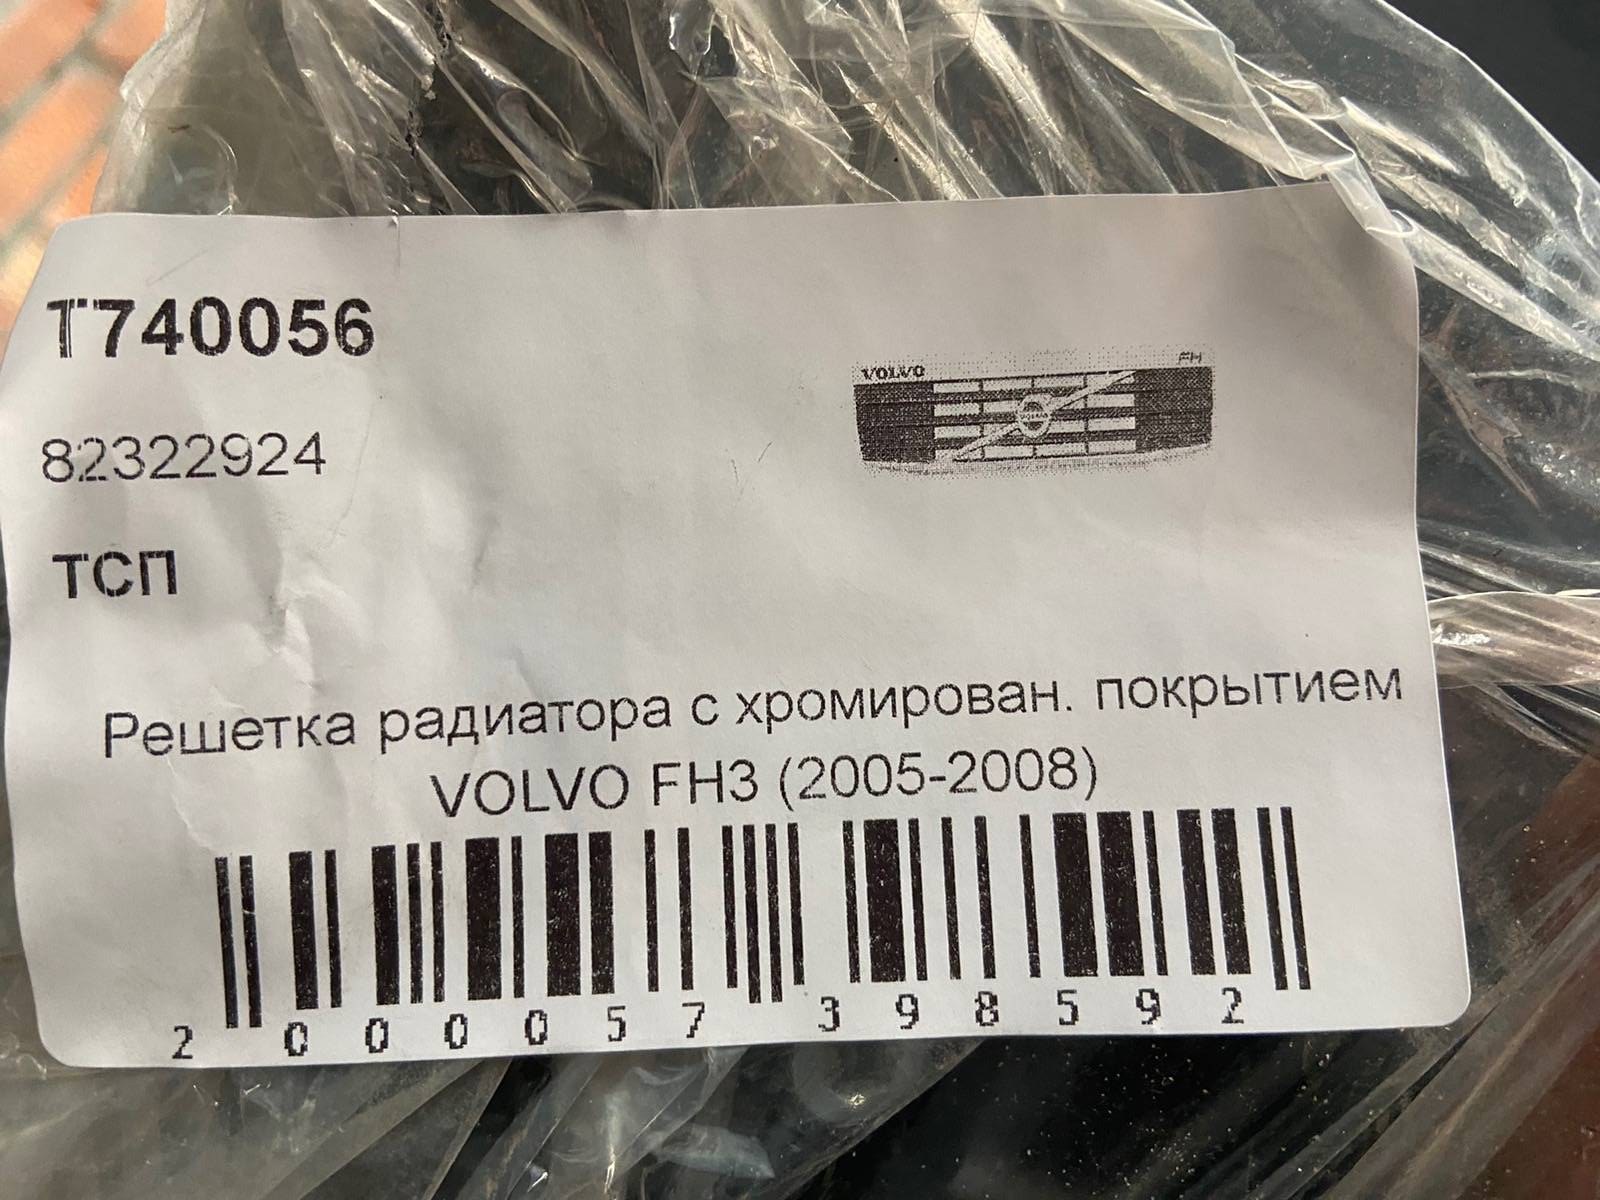 T740056
82322924
ТСП
VOLVO
FH
Решетка радиатора с хромирован. покрытием
VOLVO FH3 (2005-2008)
2 000057 398592